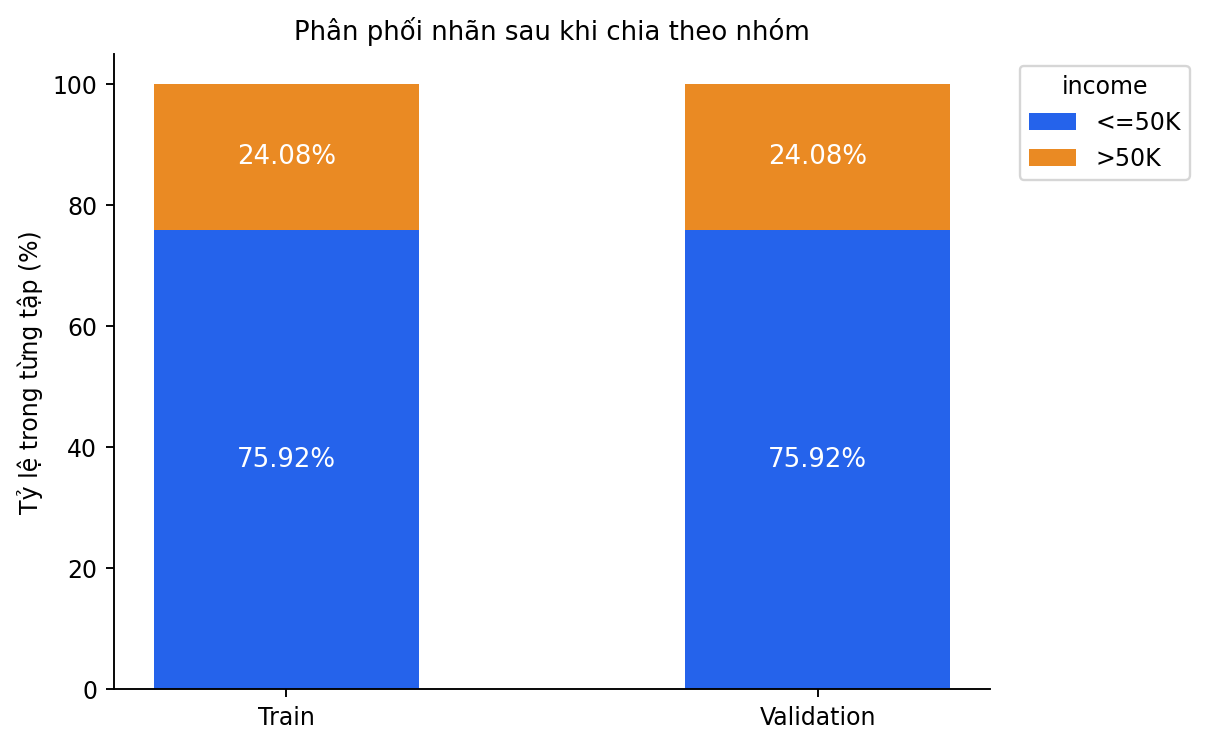 Phân phối nhãn sau khi chia theo nhóm
income
<=50K
>50K
Tỷ lệ trong từng tập (%)
100
80
60
40
20
0
24.08%
24.08%
75.92%
75.92%
Train
Validation